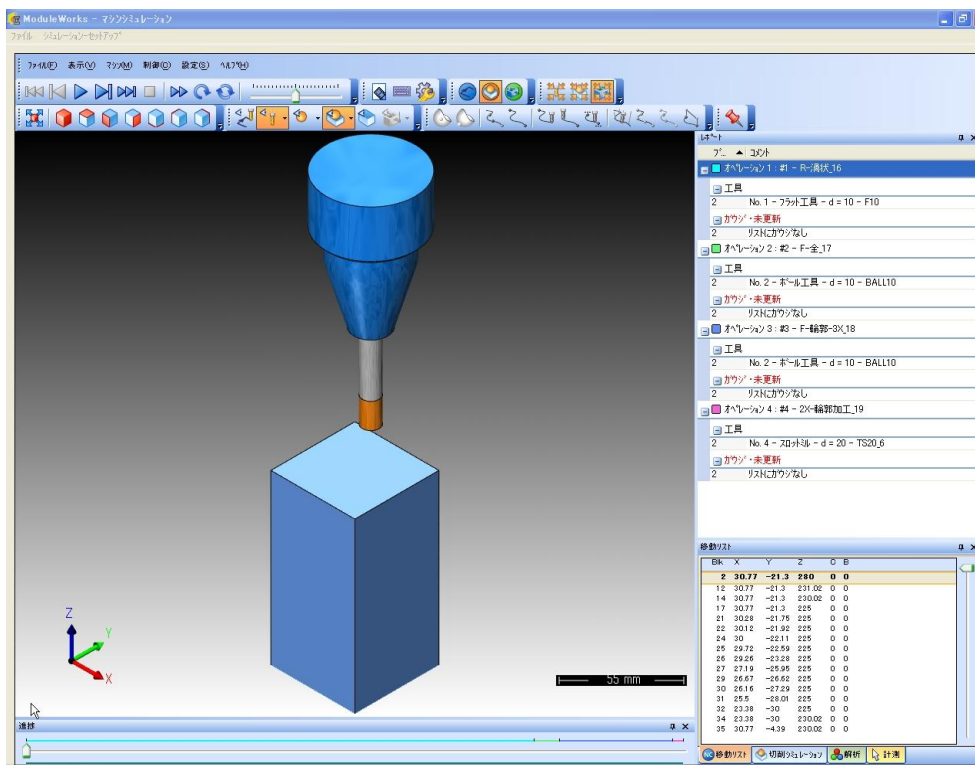 ModuleWorks - マシンシミュレーション
ファイル シミュレーションセットアップ
ファイル(F) 表示(V) マシン(M) 制御(C) 設定(S) ヘルプ(H)
レポート
コメント
オペレーション 1 : #1 - R-渦状_16
工具
2 No. 1 - フラット工具 - d = 10 - F10
ガウジ・未更新
2 リストにガウジなし
オペレーション 2 : #2 - F-全_17
工具
2 No. 2 - ボール工具 - d = 10 - BALL10
ガウジ・未更新
2 リストにガウジなし
オペレーション 3 : #3 - F-輪郭-3X_18
工具
2 No. 2 - ボール工具 - d = 10 - BALL10
ガウジ・未更新
2 リストにガウジなし
オペレーション 4 : #4 - 2X-輪郭加工_19
工具
2 No. 4 - スロットミル - d = 20 - TS20_6
ガウジ・未更新
2 リストにガウジなし
移動リスト
Blk X Y Z C B
2 30.77 -21.3 280 0 0
12 30.77 -21.3 231.02 0 0
14 30.77 -21.3 230.02 0 0
17 30.77 -21.3 225 0 0
21 30.28 -21.75 225 0 0
22 30.12 -21.92 225 0 0
24 30 -22.11 225 0 0
25 29.72 -22.59 225 0 0
26 29.26 -23.28 225 0 0
27 27.19 -25.95 225 0 0
29 26.67 -26.62 225 0 0
30 26.16 -27.29 225 0 0
31 25.5 -28.01 225 0 0
32 23.38 -30 225 0 0
34 23.38 -30 230.02 0 0
35 30.77 -4.39 230.02 0 0
Z
Y
X
55 mm
進捗
NC 移動リスト 切削シミュレーション 解析 計測